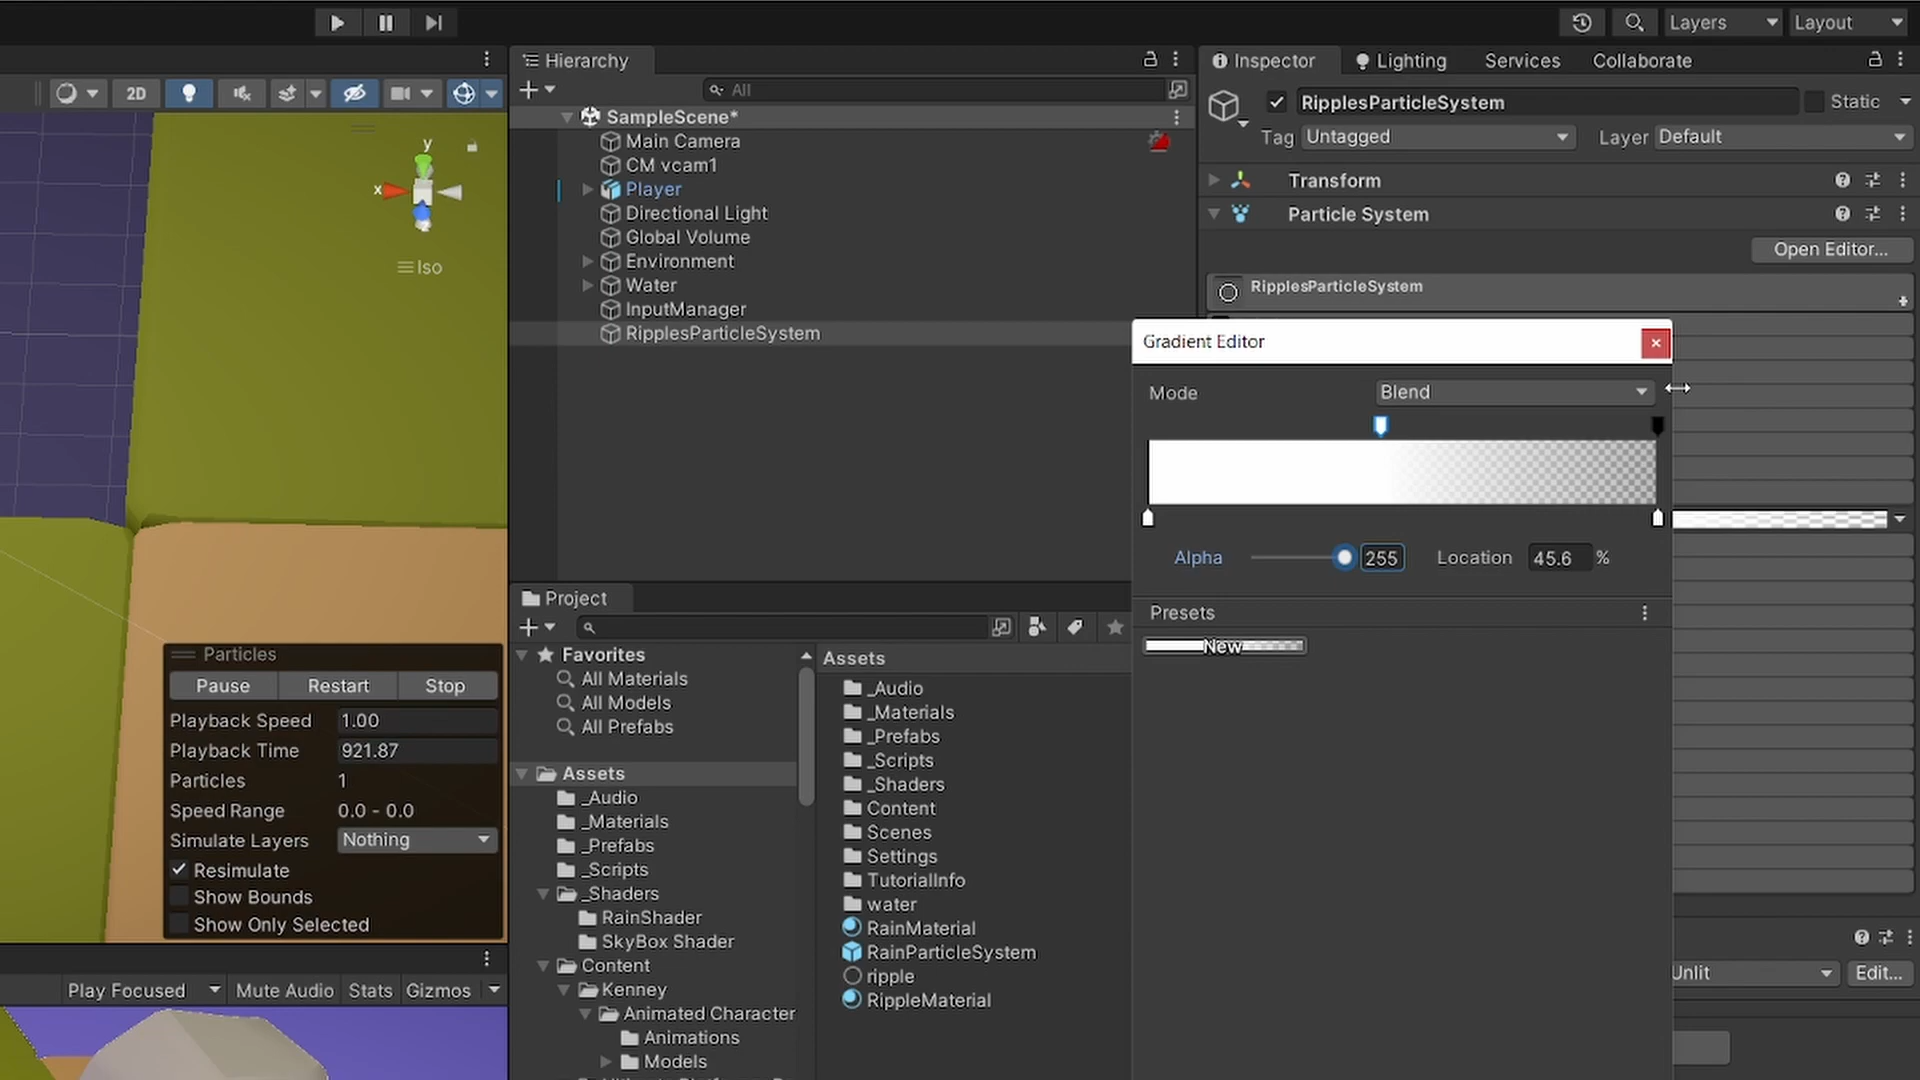 Layers
Layout
2D
y
x
Iso
Particles
Pause
Restart
Stop
Playback Speed
1.00
Playback Time
921.87
Particles
1
Speed Range
0.0 - 0.0
Simulate Layers
Nothing
Resimulate
Show Bounds
Show Only Selected
Play Focused
Mute Audio
Stats
Gizmos
Hierarchy
All
SampleScene*
Main Camera
CM vcam1
Player
Directional Light
Global Volume
Environment
Water
InputManager
RipplesParticleSystem
Project
Favorites
All Materials
All Models
All Prefabs
Assets
_Audio
_Materials
_Prefabs
_Scripts
_Shaders
RainShader
SkyBox Shader
Content
Kenney
Animated Character
Animations
Models
Assets
_Audio
_Materials
_Prefabs
_Scripts
_Shaders
Content
Scenes
Settings
TutorialInfo
water
RainMaterial
RainParticleSystem
ripple
RippleMaterial
Inspector
Lighting
Services
Collaborate
RipplesParticleSystem
Static
Tag
Untagged
Layer
Default
Transform
Particle System
Open Editor...
RipplesParticleSystem
Gradient Editor
Mode
Blend
Alpha
255
Location
45.6
%
Presets
New
Unlit
Edit...